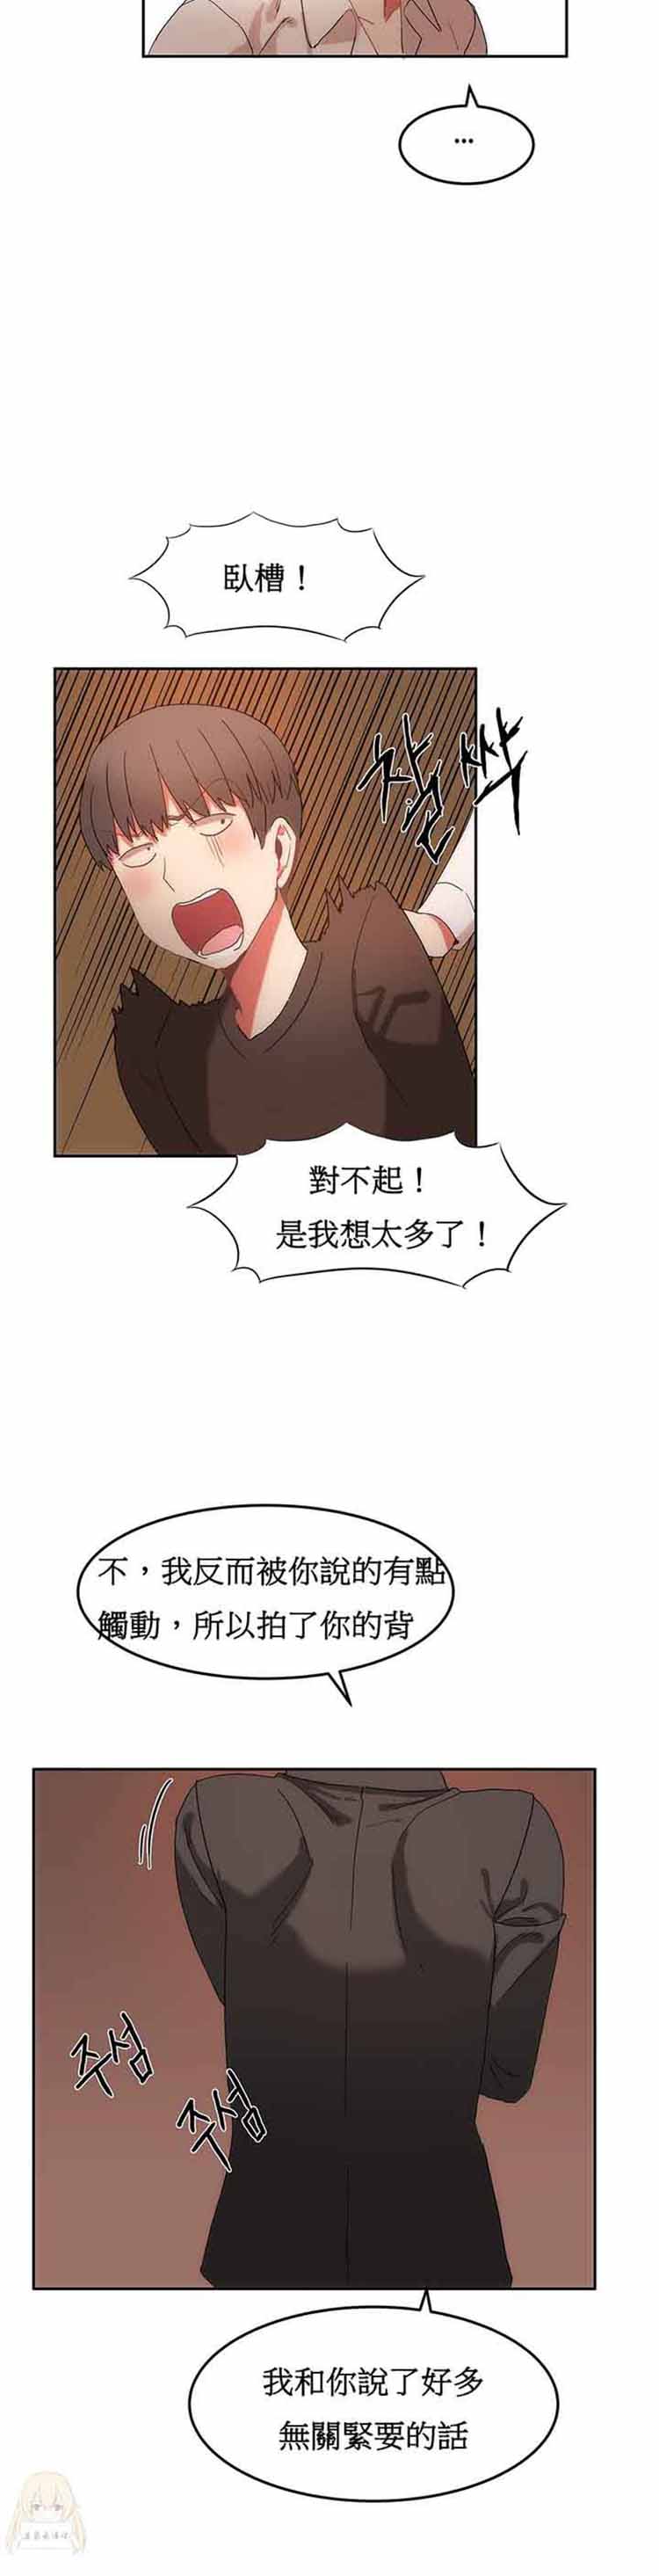 ...
臥槽！
찰싹
對不起！
是我想太多了！
不，我反而被你說的有點
觸動，所以拍了你的背
주섬
주섬
我和你說了好多
無關緊要的話